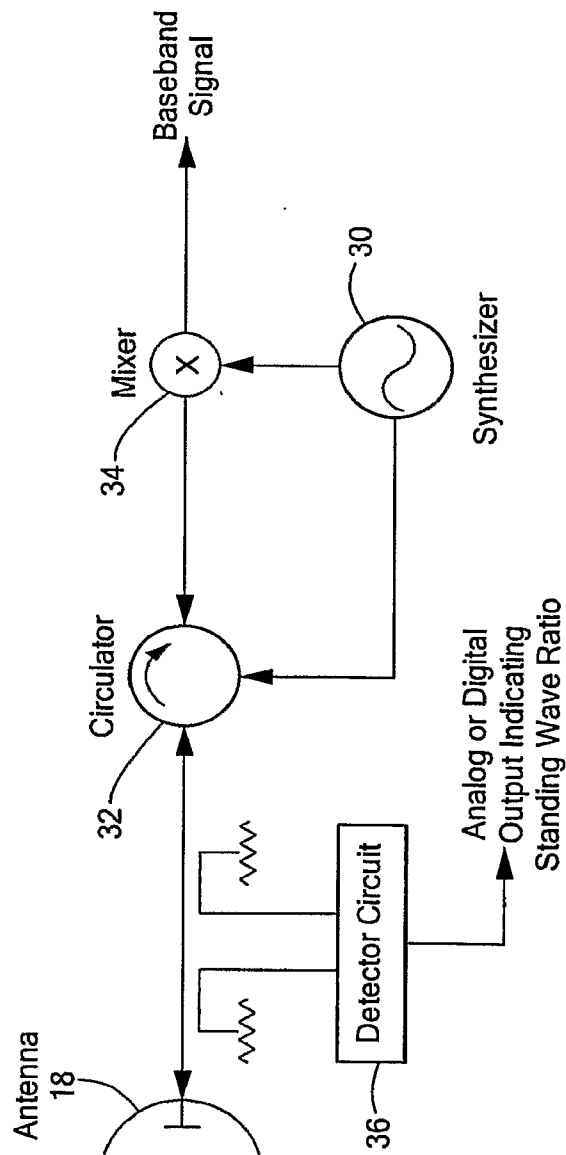 Antenna
18
32
Circulator
34
Mixer
X
Baseband
Signal
30
Synthesizer
36
Detector Circuit
Analog or Digital
Output Indicating
Standing Wave Ratio